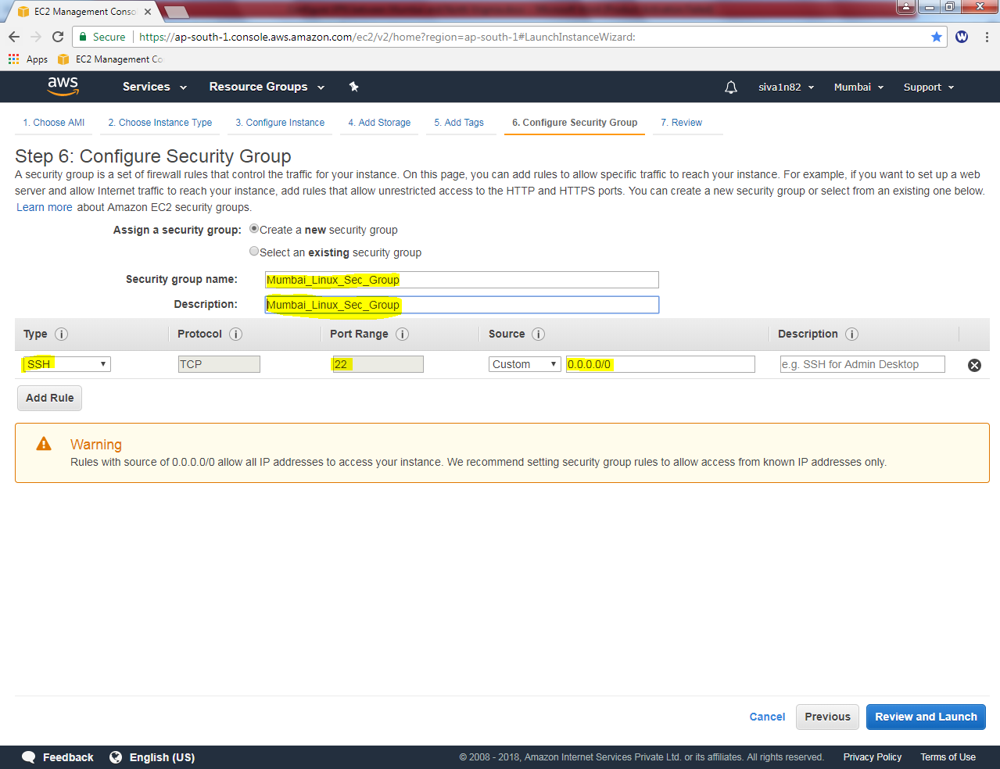 EC2 Management Conso
Secure https://ap-south-1.console.aws.amazon.com/ec2/v2/home?region=ap-south-1#LaunchInstanceWizard:
W
Apps EC2 Management Co
aws Services Resource Groups siva1n82 Mumbai Support
1. Choose AMI 2. Choose Instance Type 3. Configure Instance 4. Add Storage 5. Add Tags 6. Configure Security Group 7. Review
Step 6: Configure Security Group
A security group is a set of firewall rules that control the traffic for your instance. On this page, you can add rules to allow specific traffic to reach your instance. For example, if you want to set up a web
server and allow Internet traffic to reach your instance, add rules that allow unrestricted access to the HTTP and HTTPS ports. You can create a new security group or select from an existing one below.
Learn more about Amazon EC2 security groups.
Assign a security group: Create a new security group
Select an existing security group
Security group name: Mumbai_Linux_Sec_Group
Description: Mumbai_Linux_Sec_Group
Type i Protocol i Port Range i Source i Description i
SSH TCP 22 Custom 0.0.0.0/0 e.g. SSH for Admin Desktop
Add Rule
Warning
Rules with source of 0.0.0.0/0 allow all IP addresses to access your instance. We recommend setting security group rules to allow access from known IP addresses only.
Cancel Previous Review and Launch
Feedback English (US) © 2008 - 2018, Amazon Internet Services Private Ltd. or its affiliates. All rights reserved. Privacy Policy Terms of Use